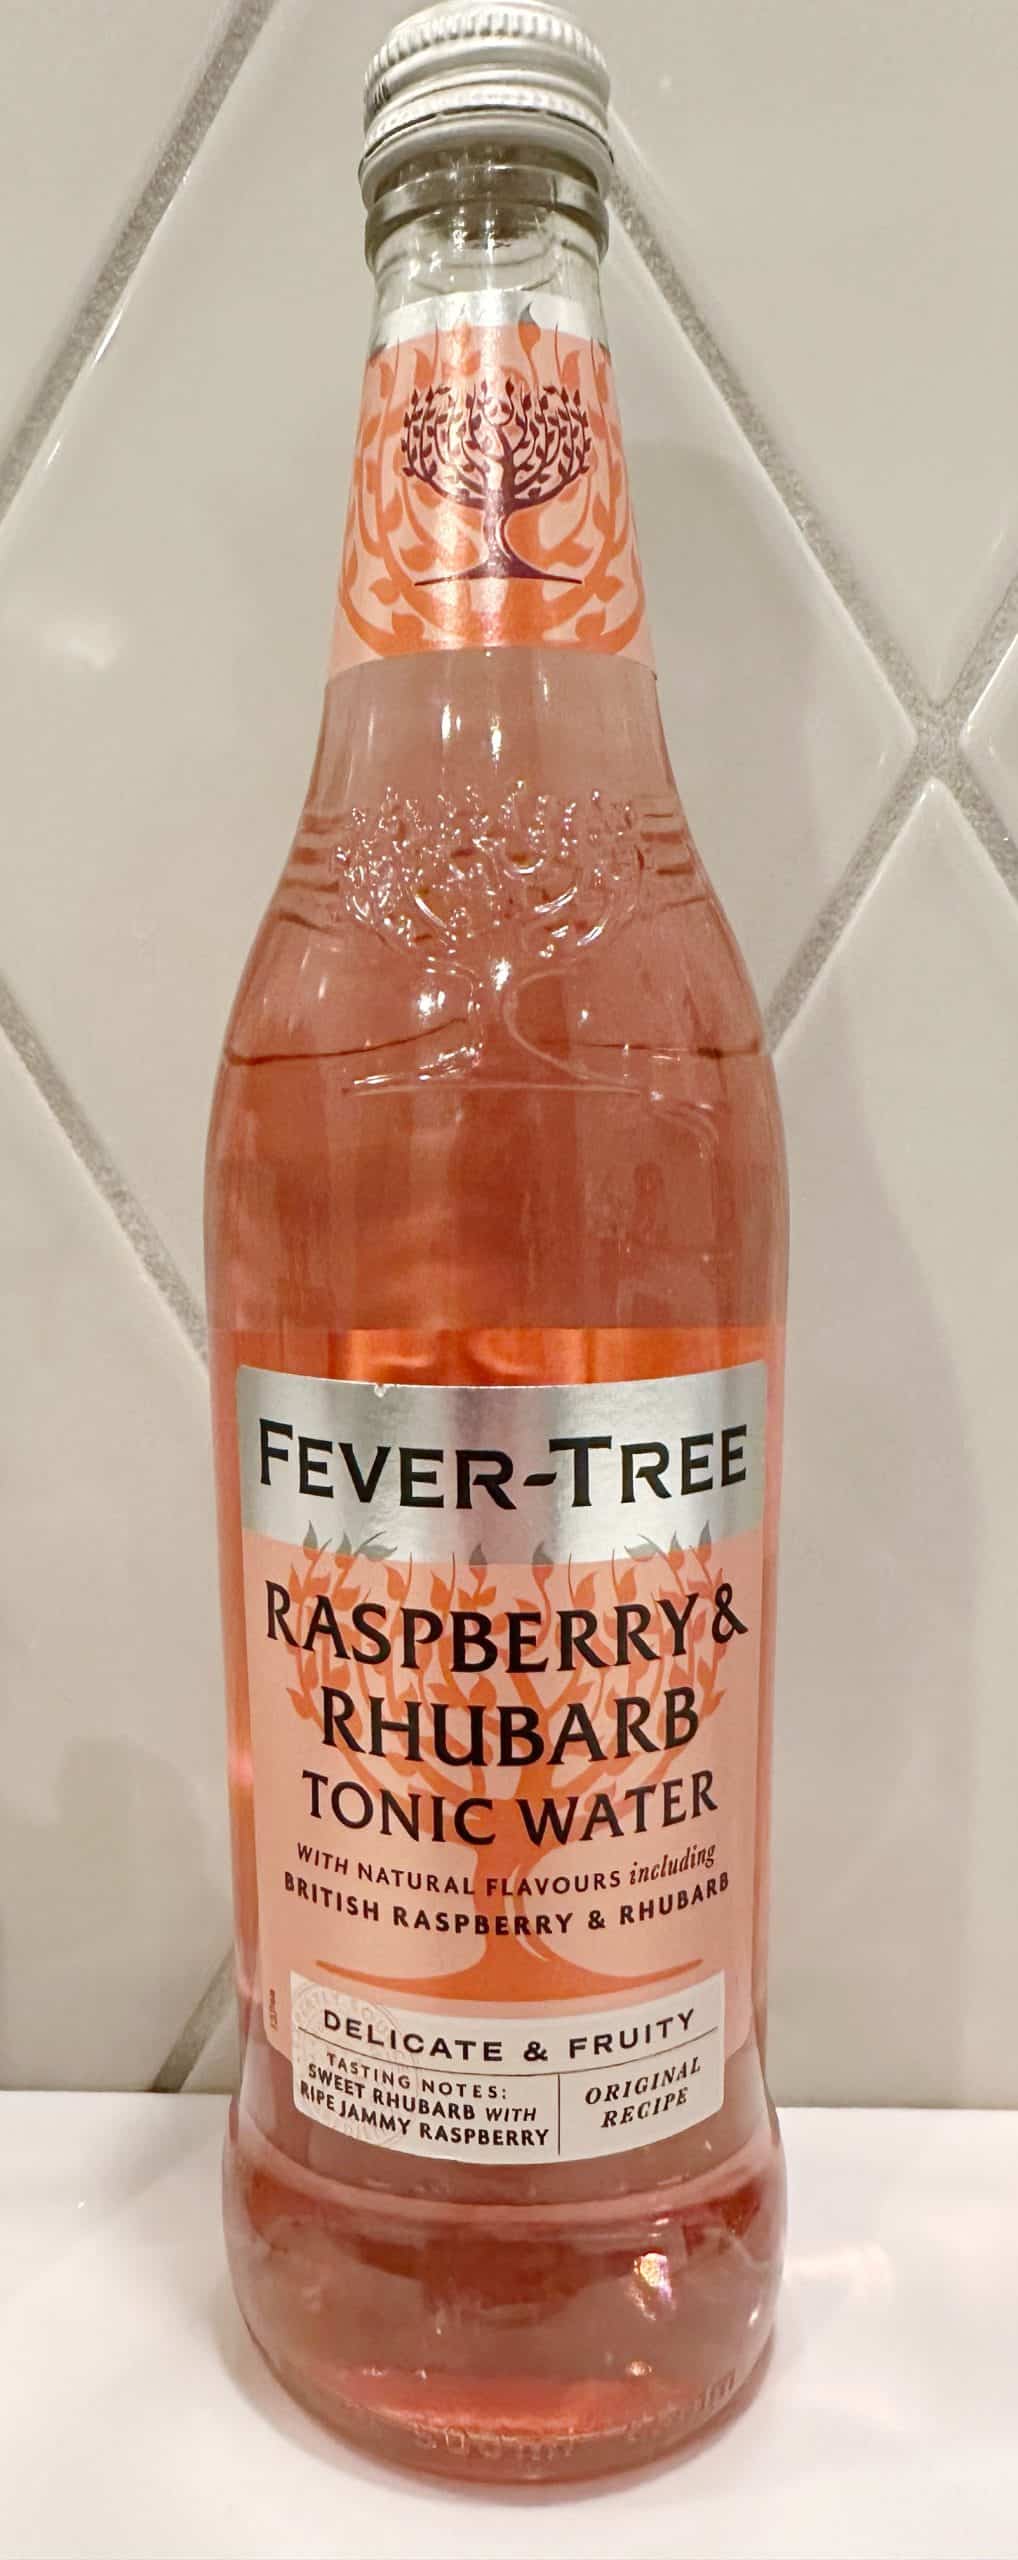 FEVER-TREE
RASPBERRY &
RHUBARB
TONIC WATER
WITH NATURAL FLAVOURS including
BRITISH RASPBERRY & RHUBARB
DELICATE & FRUITY
TASTING NOTES:
SWEET RHUBARB WITH
RIPE JAMMY RASPBERRY
ORIGINAL
RECIPE